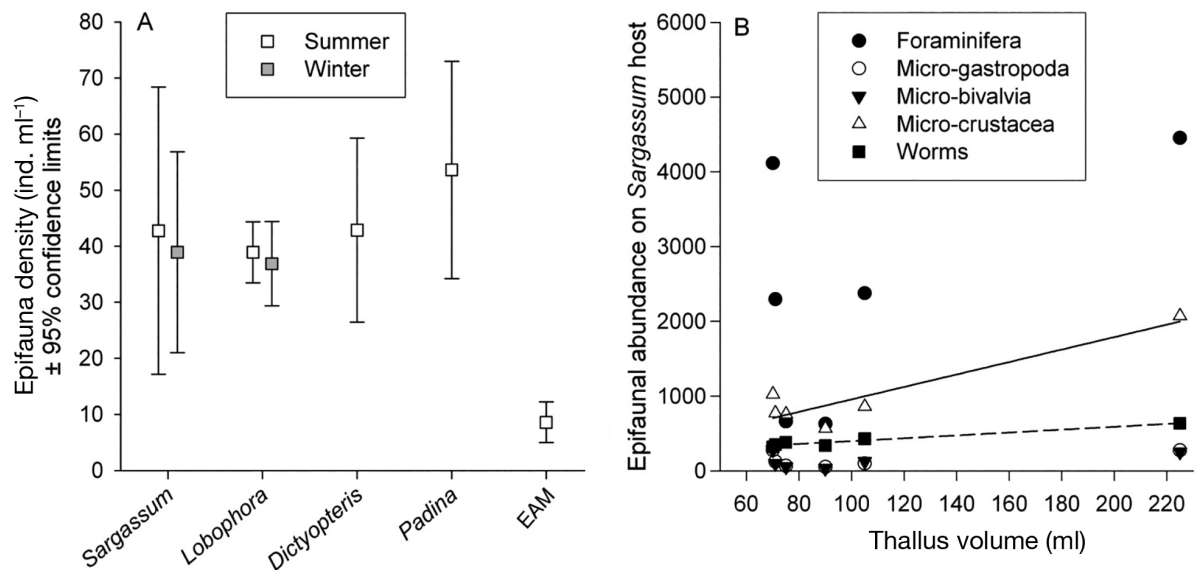 A
Summer
Winter
Epifauna density (ind. ml⁻¹)
± 95% confidence limits
80
70
60
50
40
30
20
10
0
Sargassum
Lobophora
Dictyopteris
Padina
EAM
B
Foraminifera
Micro-gastropoda
Micro-bivalvia
Micro-crustacea
Worms
Epifaunal abundance on Sargassum host
6000
5000
4000
3000
2000
1000
0
60 80 100 120 140 160 180 200 220
Thallus volume (ml)